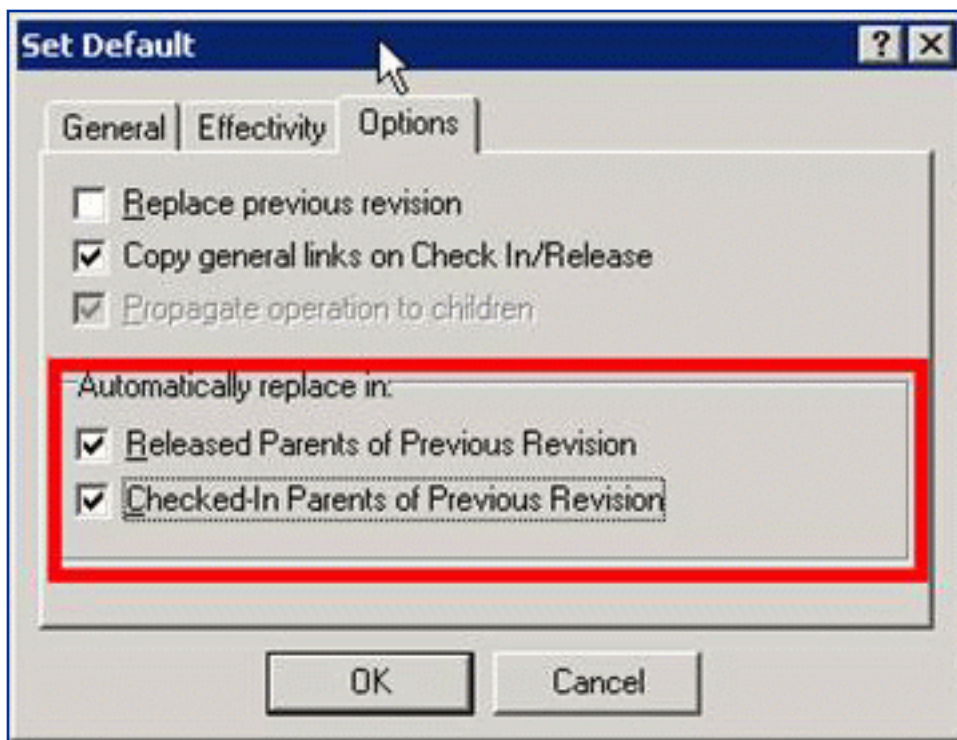 Set Default
General Effectivity Options
Replace previous revision
Copy general links on Check In/Release
Propagate operation to children
Automatically replace in:
Released Parents of Previous Revision
Checked-In Parents of Previous Revision
OK Cancel